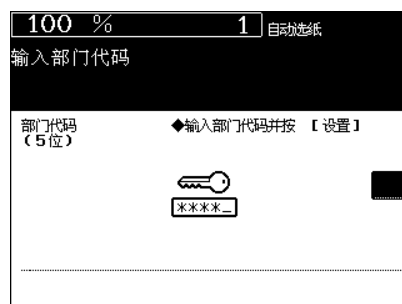 100 % 1 自动选纸
输入部门代码
部门代码 ◆输入部门代码并按 【设置】
(5位)
****_